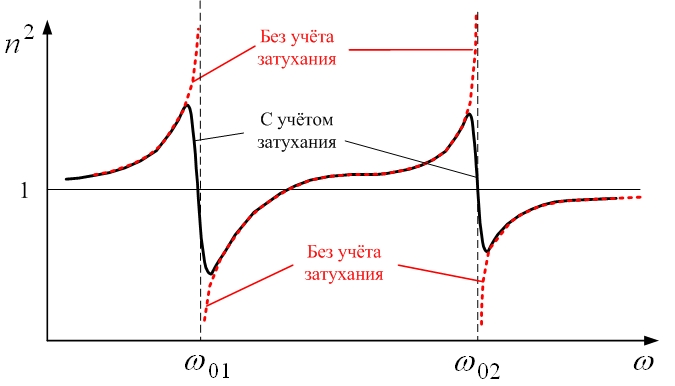 n²
Без учёта
затухания
С учётом
затухания
1
Без учёта
затухания
ω₀₁
ω₀₂
ω